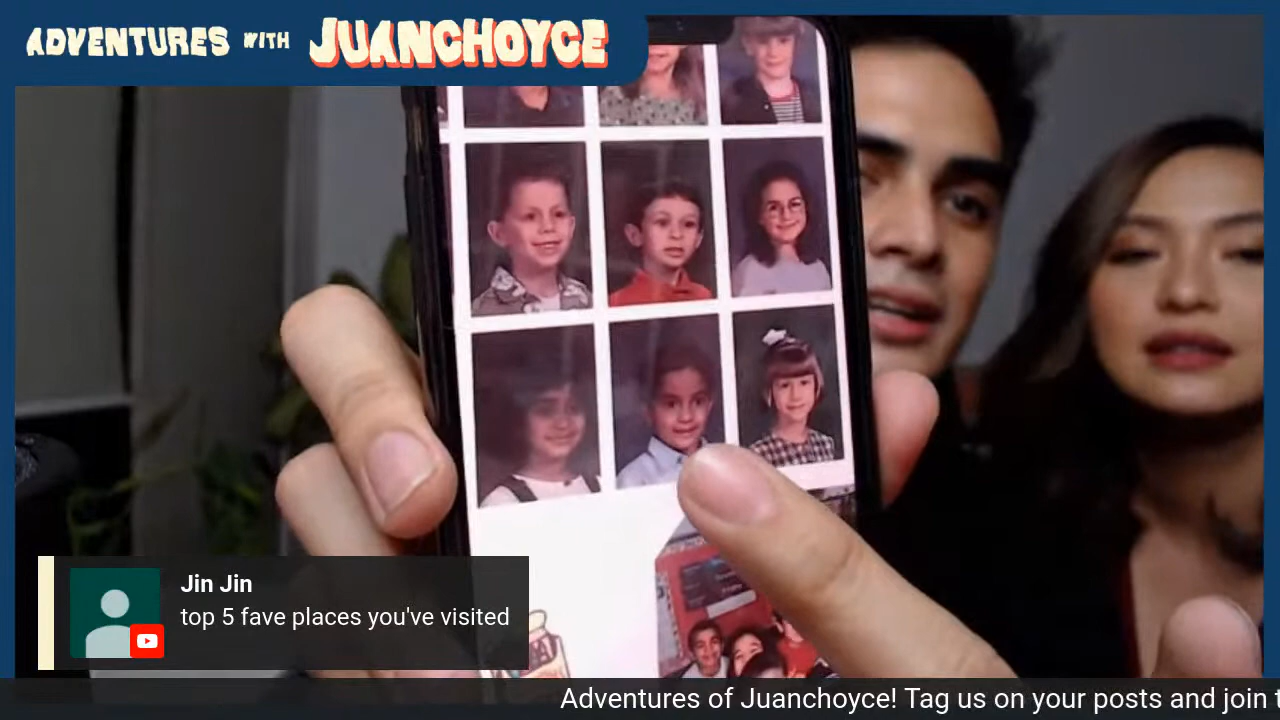 ADVENTURES WITH JUANCHOYCE
Jin Jin
top 5 fave places you've visited
Adventures of Juanchoyce! Tag us on your posts and join